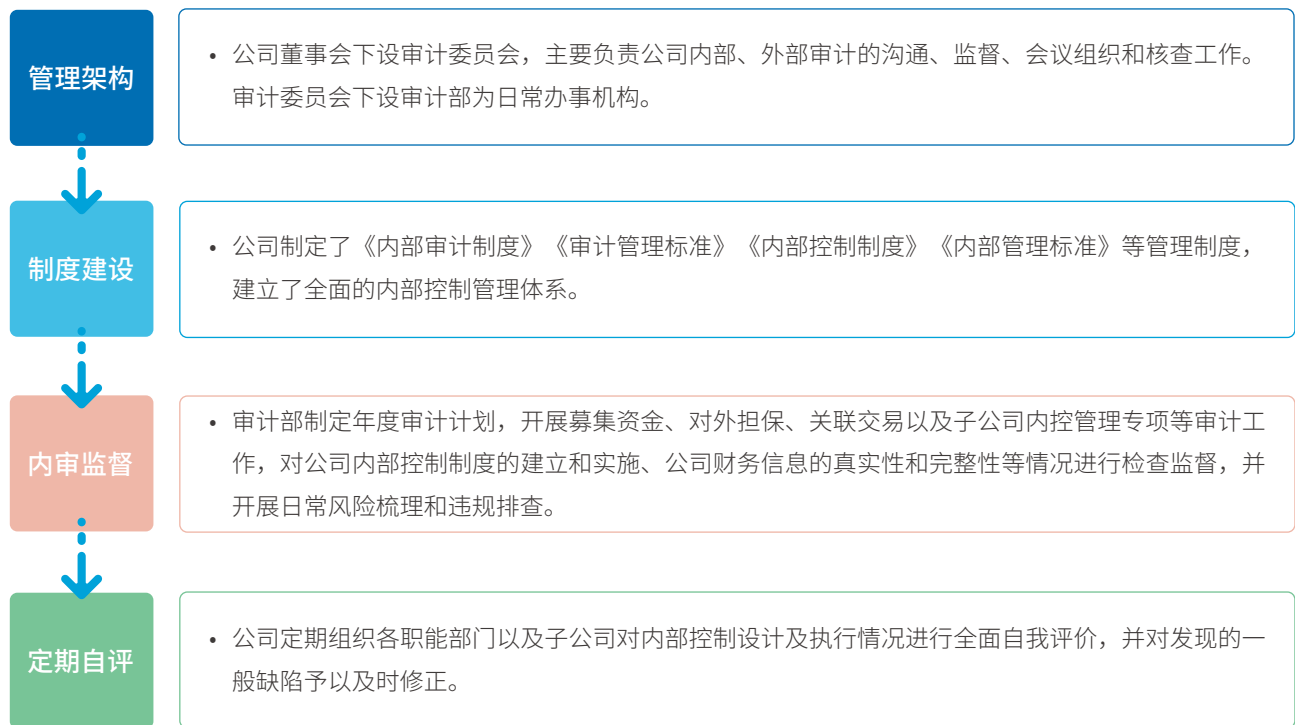 管理架构
• 公司董事会下设审计委员会，主要负责公司内部、外部审计的沟通、监督、会议组织和核查工作。
审计委员会下设审计部为日常办事机构。
制度建设
• 公司制定了《内部审计制度》《审计管理标准》《内部控制制度》《内部管理标准》等管理制度，
建立了全面的内部控制管理体系。
内审监督
• 审计部制定年度审计计划，开展募集资金、对外担保、关联交易以及子公司内控管理专项等审计工
作，对公司内部控制制度的建立和实施、公司财务信息的真实性和完整性等情况进行检查监督，并
开展日常风险梳理和违规排查。
定期自评
• 公司定期组织各职能部门以及子公司对内部控制设计及执行情况进行全面自我评价，并对发现的一
般缺陷予以及时修正。